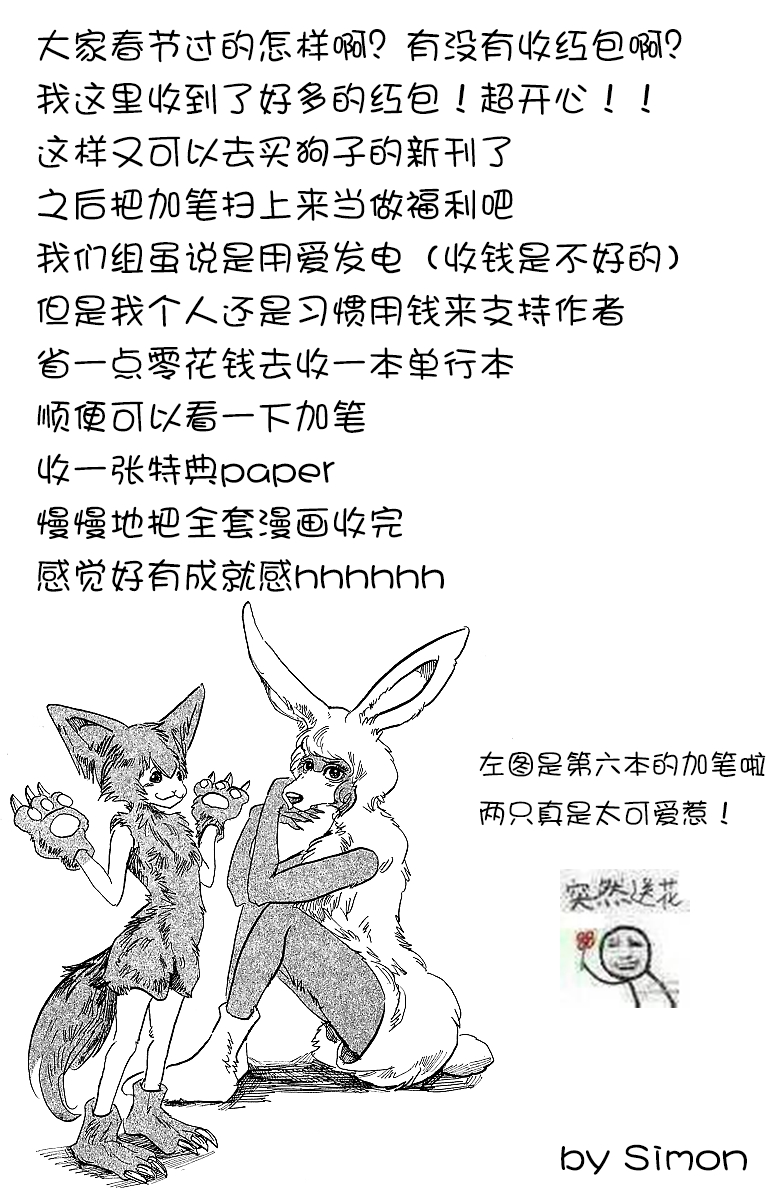 大家春节过的怎样啊？有没有收红包啊？
我这里收到了好多的红包！超开心！！
这样又可以去买狗子的新刊了
之后把加笔扫上来当做福利吧
我们组虽说是用爱发电（收钱是不好的）
但是我个人还是习惯用钱来支持作者
省一点零花钱去收一本单行本
顺便可以看一下加笔
收一张特典paper
慢慢地把全套漫画收完
感觉好有成就感hhhhhh
左图是第六本的加笔啦
两只真是太可爱惹！
突然送花
by Simon